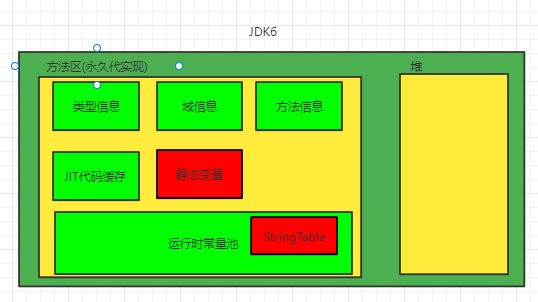 JDK6
方法区(永久代实现)
堆
类型信息
域信息
方法信息
JIT代码缓存
静态变量
运行时常量池
StringTable